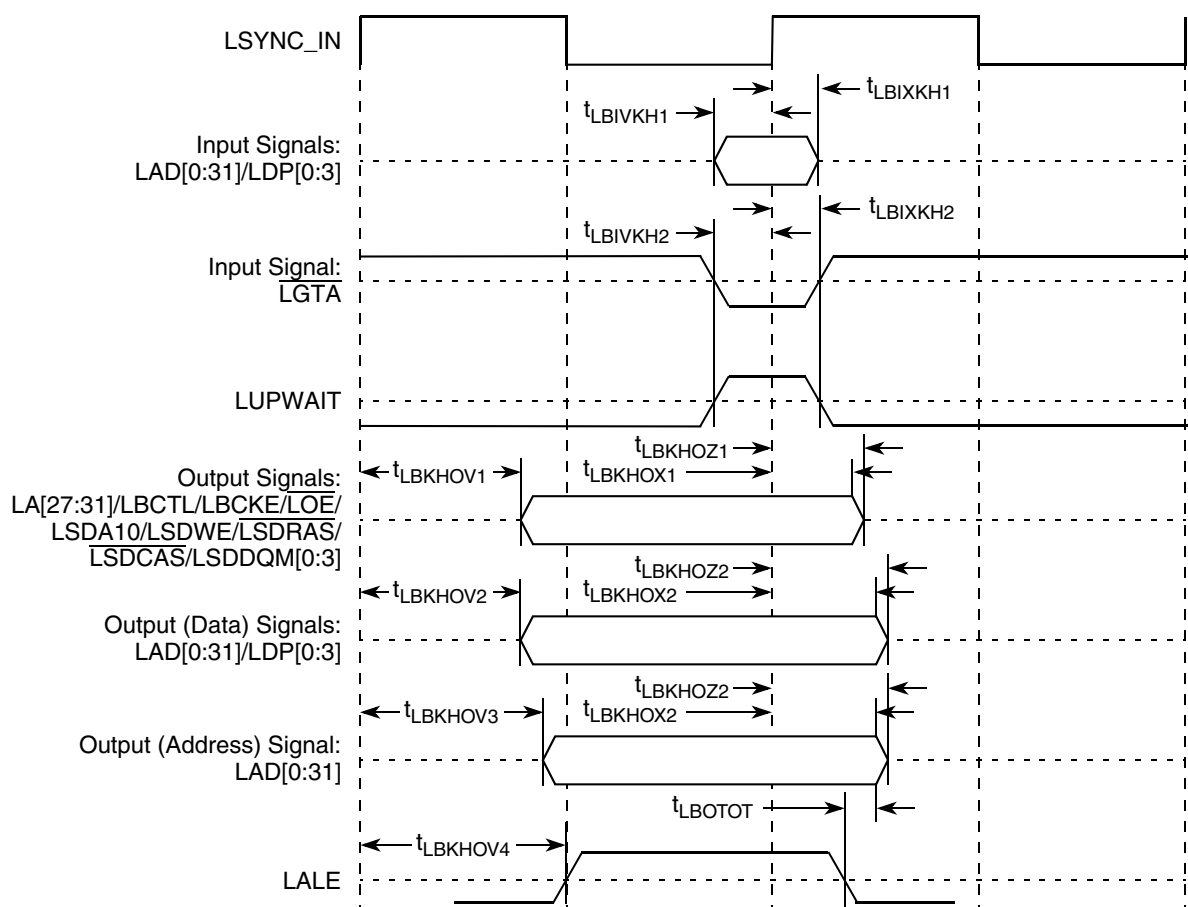 LSYNC_IN
tLBIXKH1
tLBIVKH1
Input Signals:
LAD[0:31]/LDP[0:3]
tLBIXKH2
tLBIVKH2
Input Signal:
LGTA
LUPWAIT
tLBKHOZ1
tLBKHOV1
tLBKHOX1
Output Signals:
LA[27:31]/LBCTL/LBCKE/LOE/
LSDA10/LSDWE/LSDRAS/
LSDCAS/LSDDQM[0:3]
tLBKHOZ2
tLBKHOV2
tLBKHOX2
Output (Data) Signals:
LAD[0:31]/LDP[0:3]
tLBKHOZ2
tLBKHOV3
tLBKHOX2
Output (Address) Signal:
LAD[0:31]
tLBOTOT
tLBKHOV4
LALE